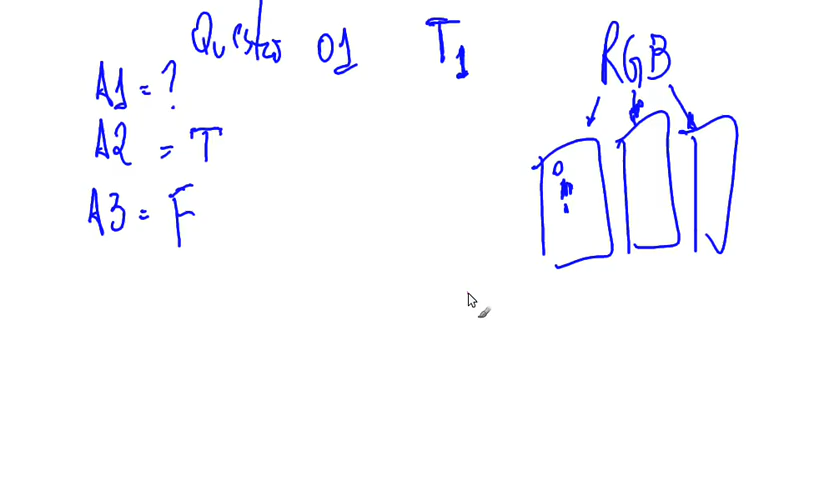 Questão 01 T1
RGB
A1 = ?
A2 = T
A3 = F